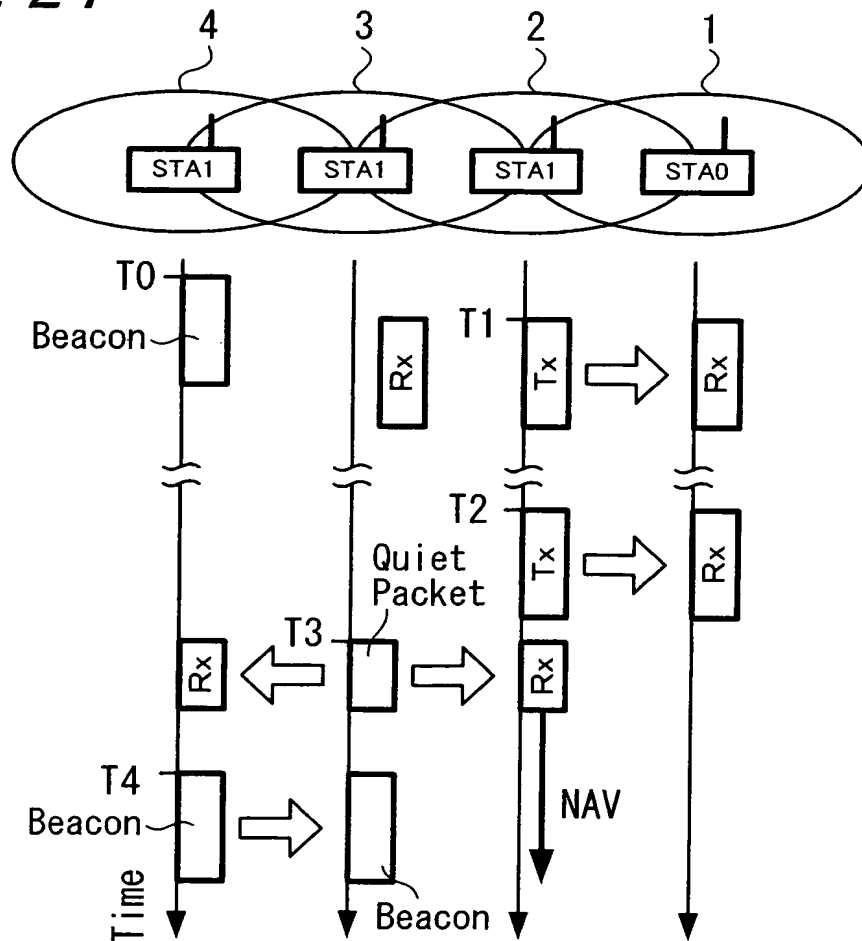 4 3 2 1
STA1 STA1 STA1 STA0
T0
Beacon
T1
Rx Tx Rx
T2
Quiet
Packet
Tx Rx
T3
Rx Rx
T4
Beacon
NAV
Beacon
Time